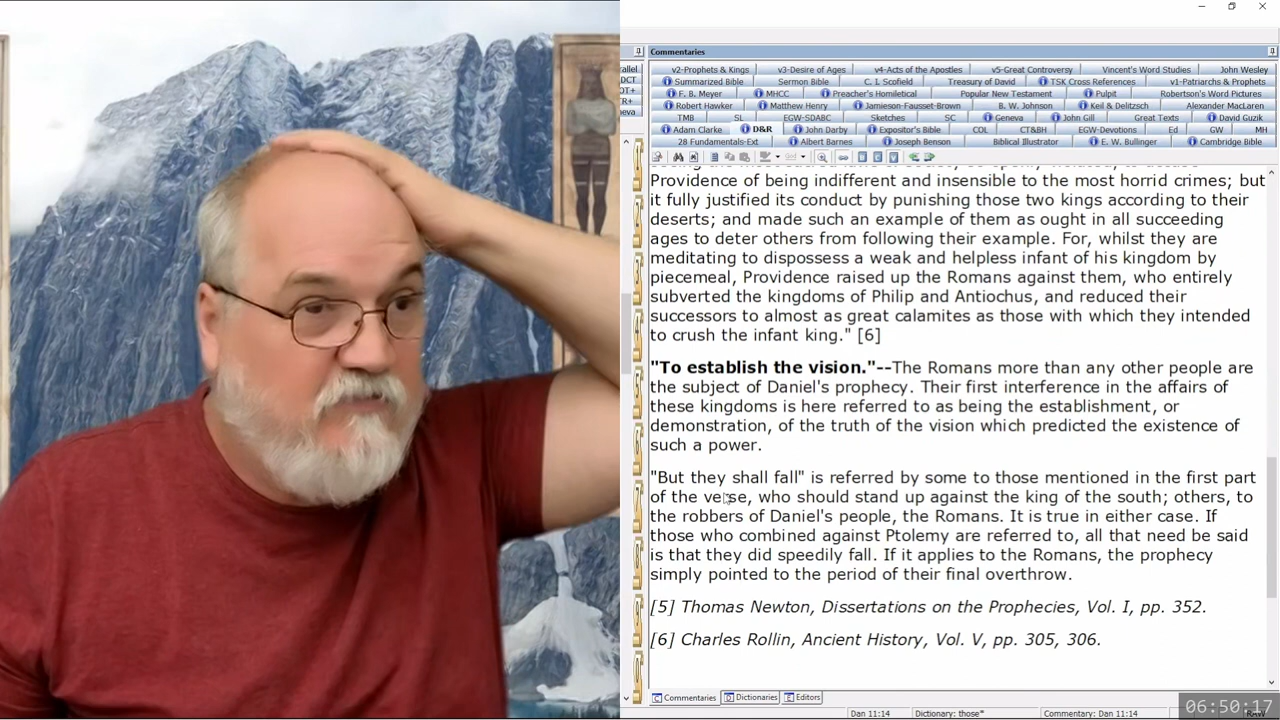 Commentaries
v2-Prophets & Kings v3-Desire of Ages v4-Acts of the Apostles v5-Great Controversy Vincent's Word Studies John Wesley
Summarized Bible Sermon Bible C. I. Scofield Treasury of David TSK Cross References v1-Patriarchs & Prophets
F. B. Meyer MHCC Preacher's Homiletical Popular New Testament Pulpit Robertson's Word Pictures
Robert Hawker Matthew Henry Jamieson-Fausset-Brown B. W. Johnson Keil & Delitzsch Alexander MacLaren
TMB SL EGW-SDABC Sketches SC Geneva John Gill Great Texts David Guzik
Adam Clarke D&R John Darby Expositor's Bible COL CT&BH EGW-Devotions Ed GW MH
28 Fundamentals-Ext Albert Barnes Joseph Benson Biblical Illustrator E. W. Bullinger Cambridge Bible
Providence of being indifferent and insensible to the most horrid crimes; but
it fully justified its conduct by punishing those two kings according to their
deserts; and made such an example of them as ought in all succeeding
ages to deter others from following their example. For, whilst they are
meditating to dispossess a weak and helpless infant of his kingdom by
piecemeal, Providence raised up the Romans against them, who entirely
subverted the kingdoms of Philip and Antiochus, and reduced their
successors to almost as great calamites as those with which they intended
to crush the infant king." [6]
"To establish the vision."--The Romans more than any other people are
the subject of Daniel's prophecy. Their first interference in the affairs of
these kingdoms is here referred to as being the establishment, or
demonstration, of the truth of the vision which predicted the existence of
such a power.
"But they shall fall" is referred by some to those mentioned in the first part
of the verse, who should stand up against the king of the south; others, to
the robbers of Daniel's people, the Romans. It is true in either case. If
those who combined against Ptolemy are referred to, all that need be said
is that they did speedily fall. If it applies to the Romans, the prophecy
simply pointed to the period of their final overthrow.
[5] Thomas Newton, Dissertations on the Prophecies, Vol. I, pp. 352.
[6] Charles Rollin, Ancient History, Vol. V, pp. 305, 306.
Commentaries Dictionaries Editors
Dan 11:14 Dictionary: those* Commentary: Dan 11:14
06:50:17